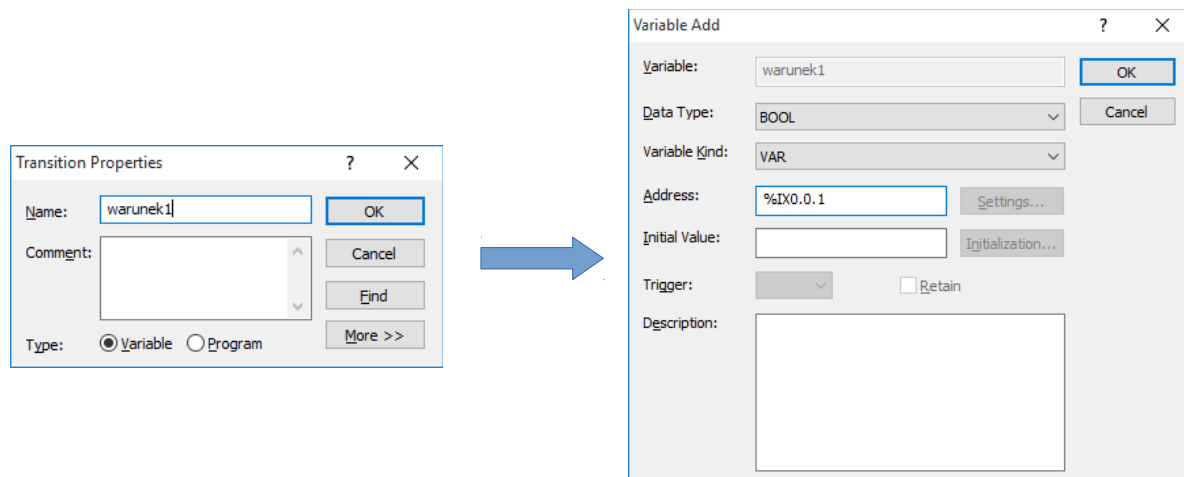 Transition Properties ?
Name: warunek1 OK
Comment: Cancel
Find
Type: Variable Program More >>
Variable Add ?
Variable: warunek1 OK
Data Type: BOOL Cancel
Variable Kind: VAR
Address: %IX0.0.1 Settings...
Initial Value: Initialization...
Trigger: Retain
Description: